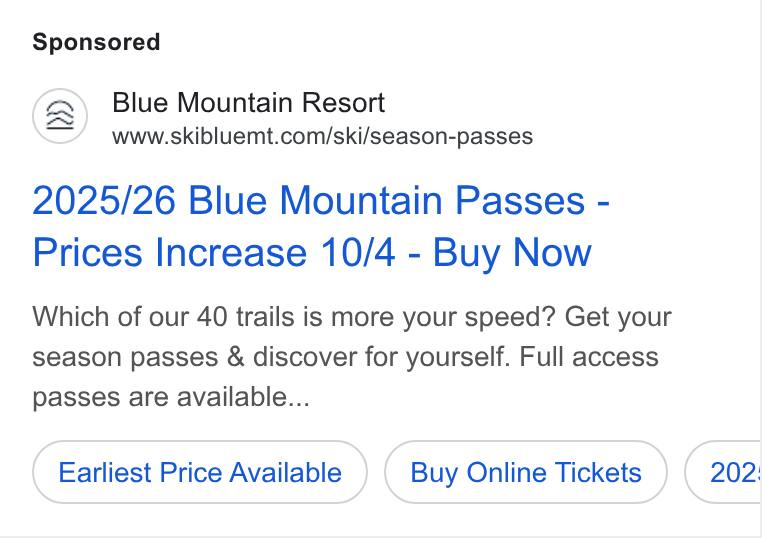 Sponsored
Blue Mountain Resort
www.skibluemt.com/ski/season-passes
2025/26 Blue Mountain Passes -
Prices Increase 10/4 - Buy Now
Which of our 40 trails is more your speed? Get your
season passes & discover for yourself. Full access
passes are available...
Earliest Price Available
Buy Online Tickets